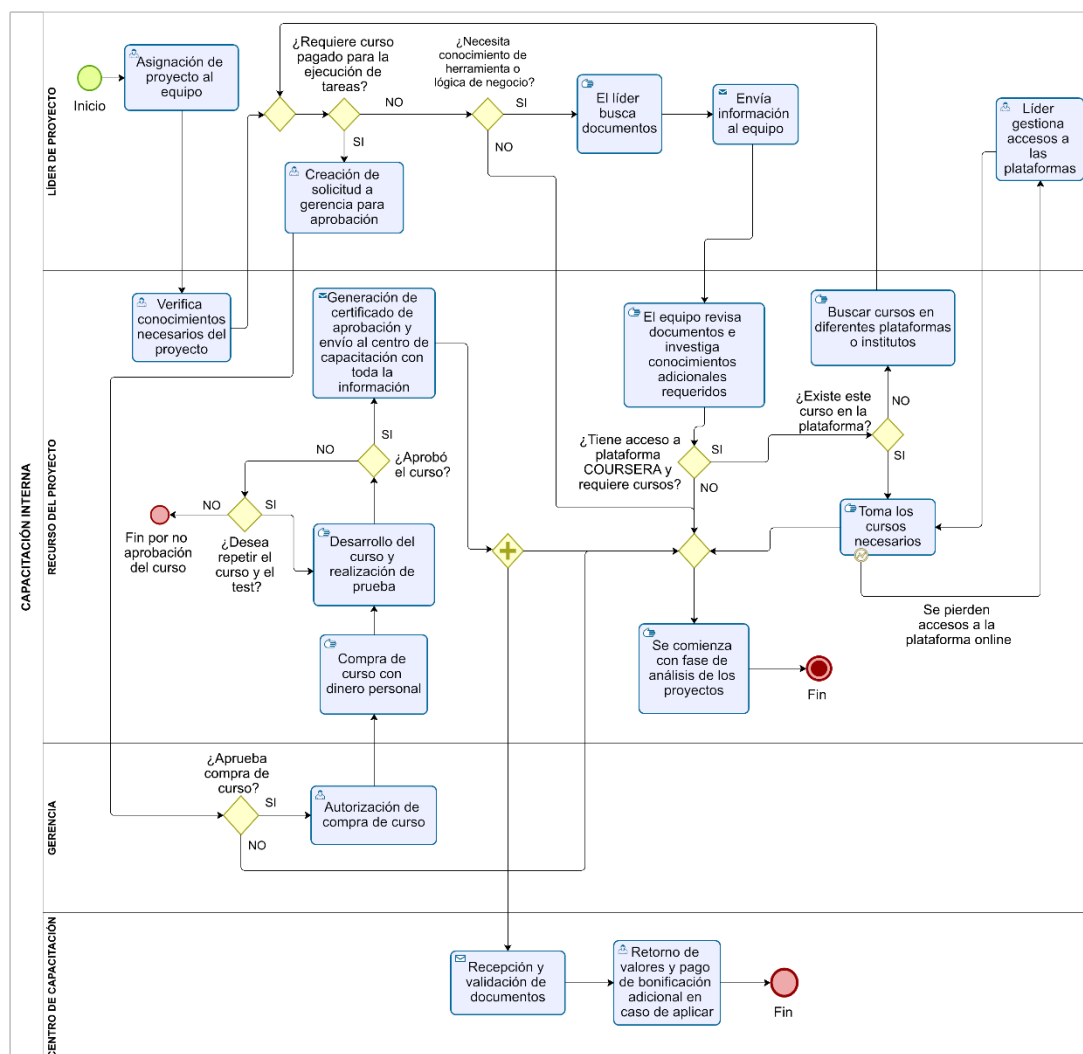 CAPACITACIÓN INTERNA
LÍDER DE PROYECTO
Inicio
Asignación de
proyecto al
equipo
¿Requiere curso
pagado para la
ejecución de
tareas?
NO
SI
Creación de
solicitud a
gerencia para
aprobación
¿Necesita
conocimiento de
herramienta o
lógica de negocio?
SI
NO
El líder
busca
documentos
Envía
información
al equipo
Líder
gestiona
accesos a
las
plataformas
RECURSO DEL PROYECTO
Verifica
conocimientos
necesarios del
proyecto
Generación de
certificado de
aprobación y
envío al centro de
capacitación con
toda la
información
El equipo revisa
documentos e
investiga
conocimientos
adicionales
requeridos
Buscar cursos en
diferentes plataformas
o institutos
¿Existe este
curso en la
plataforma?
NO
SI
¿Tiene acceso a
plataforma
COURSERA y
requiere cursos?
SI
NO
SI
NO
¿Aprobó
el curso?
NO
SI
Fin por no
aprobación
del curso
¿Desea
repetir el
curso y el
test?
Desarrollo del
curso y
realización de
prueba
Toma los
cursos
necesarios
Se pierden
accesos a la
plataforma online
Compra de
curso con
dinero personal
Se comienza
con fase de
análisis de los
proyectos
Fin
GERENCIA
¿Aprueba
compra de
curso?
SI
NO
Autorización de
compra de curso
CENTRO DE CAPACITACIÓN
Recepción y
validación de
documentos
Retorno de
valores y pago
de bonificación
adicional en
caso de aplicar
Fin